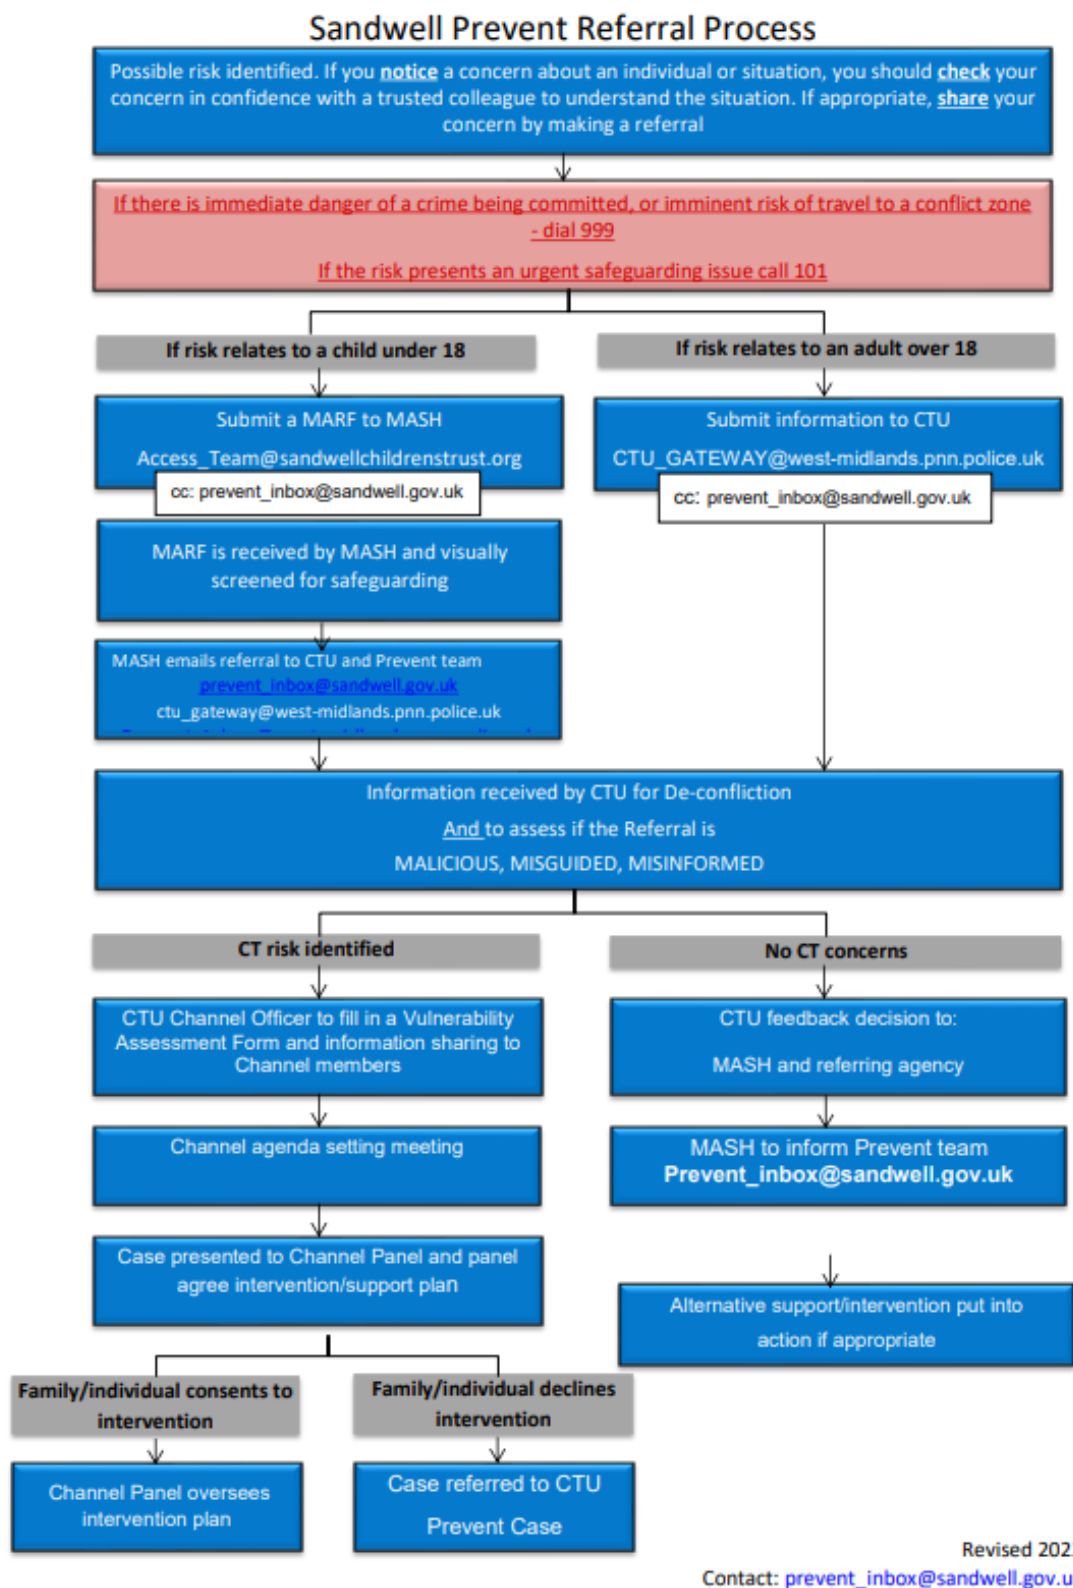 Sandwell Prevent Referral Process
Possible risk identified. If you notice a concern about an individual or situation, you should check your
concern in confidence with a trusted colleague to understand the situation. If appropriate, share your
concern by making a referral
If there is immediate danger of a crime being committed, or imminent risk of travel to a conflict zone
- dial 999
If the risk presents an urgent safeguarding issue call 101
If risk relates to a child under 18
If risk relates to an adult over 18
Submit a MARF to MASH
Access_Team@sandwellchildrenstrust.org
cc: prevent_inbox@sandwell.gov.uk
Submit information to CTU
CTU_GATEWAY@west-midlands.pnn.police.uk
cc: prevent_inbox@sandwell.gov.uk
MARF is received by MASH and visually
screened for safeguarding
MASH emails referral to CTU and Prevent team
prevent_inbox@sandwell.gov.uk
ctu_gateway@west-midlands.pnn.police.uk
Information received by CTU for De-confliction
And to assess if the Referral is
MALICIOUS, MISGUIDED, MISINFORMED
CT risk identified
No CT concerns
CTU Channel Officer to fill in a Vulnerability
Assessment Form and information sharing to
Channel members
CTU feedback decision to:
MASH and referring agency
Channel agenda setting meeting
MASH to inform Prevent team
Prevent_inbox@sandwell.gov.uk
Case presented to Channel Panel and panel
agree intervention/support plan
Alternative support/intervention put into
action if appropriate
Family/individual consents to
intervention
Family/individual declines
intervention
Channel Panel oversees
intervention plan
Case referred to CTU
Prevent Case
Revised 202
Contact: prevent_inbox@sandwell.gov.u